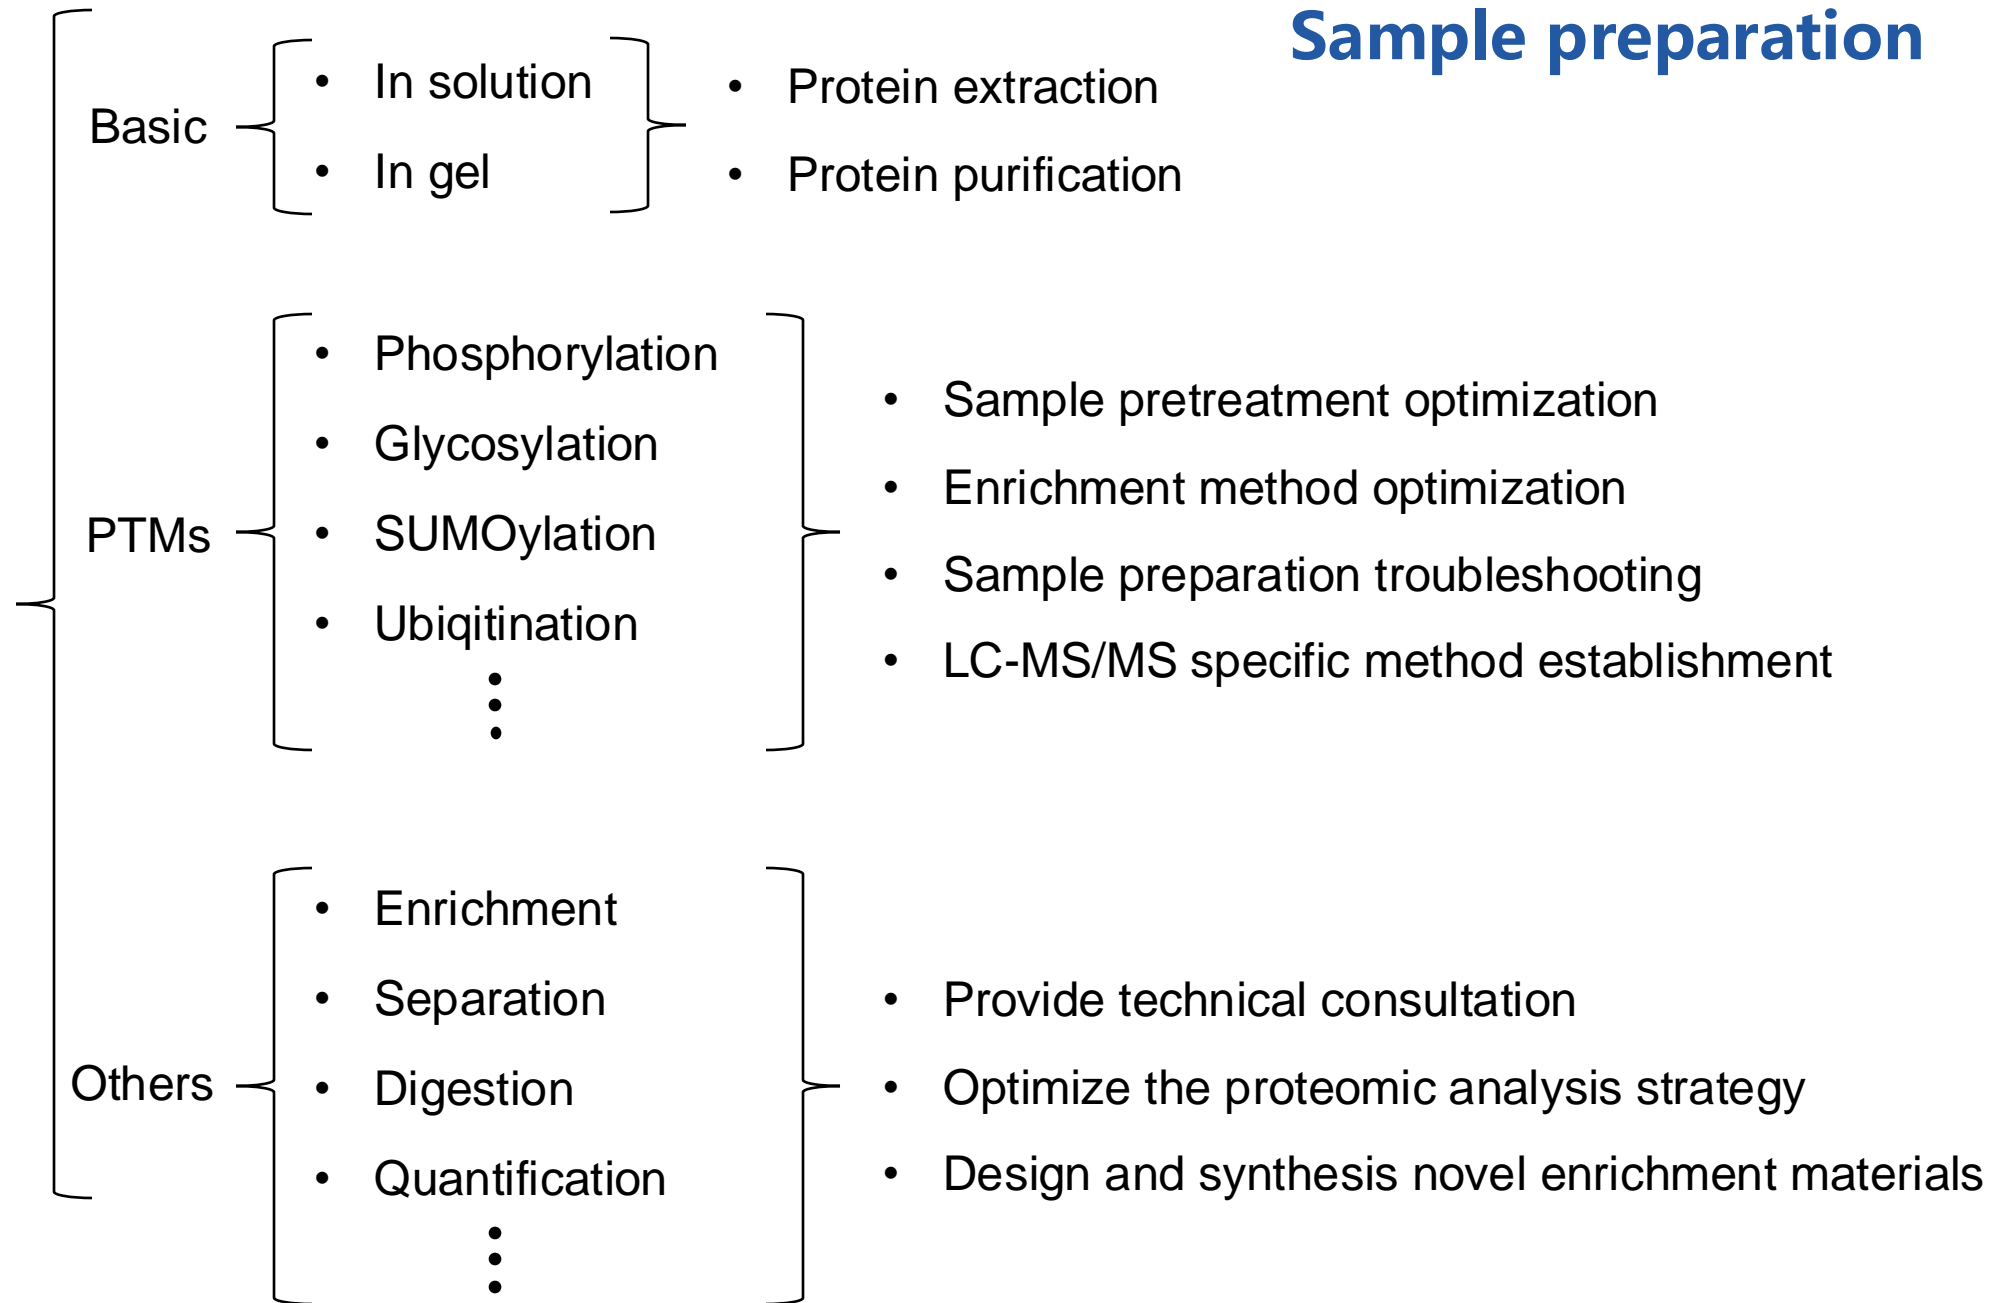 Sample preparation
Basic
• In solution
• In gel
• Protein extraction
• Protein purification
PTMs
• Phosphorylation
• Glycosylation
• SUMOylation
• Ubiqitination
• Sample pretreatment optimization
• Enrichment method optimization
• Sample preparation troubleshooting
• LC-MS/MS specific method establishment
Others
• Enrichment
• Separation
• Digestion
• Quantification
• Provide technical consultation
• Optimize the proteomic analysis strategy
• Design and synthesis novel enrichment materials